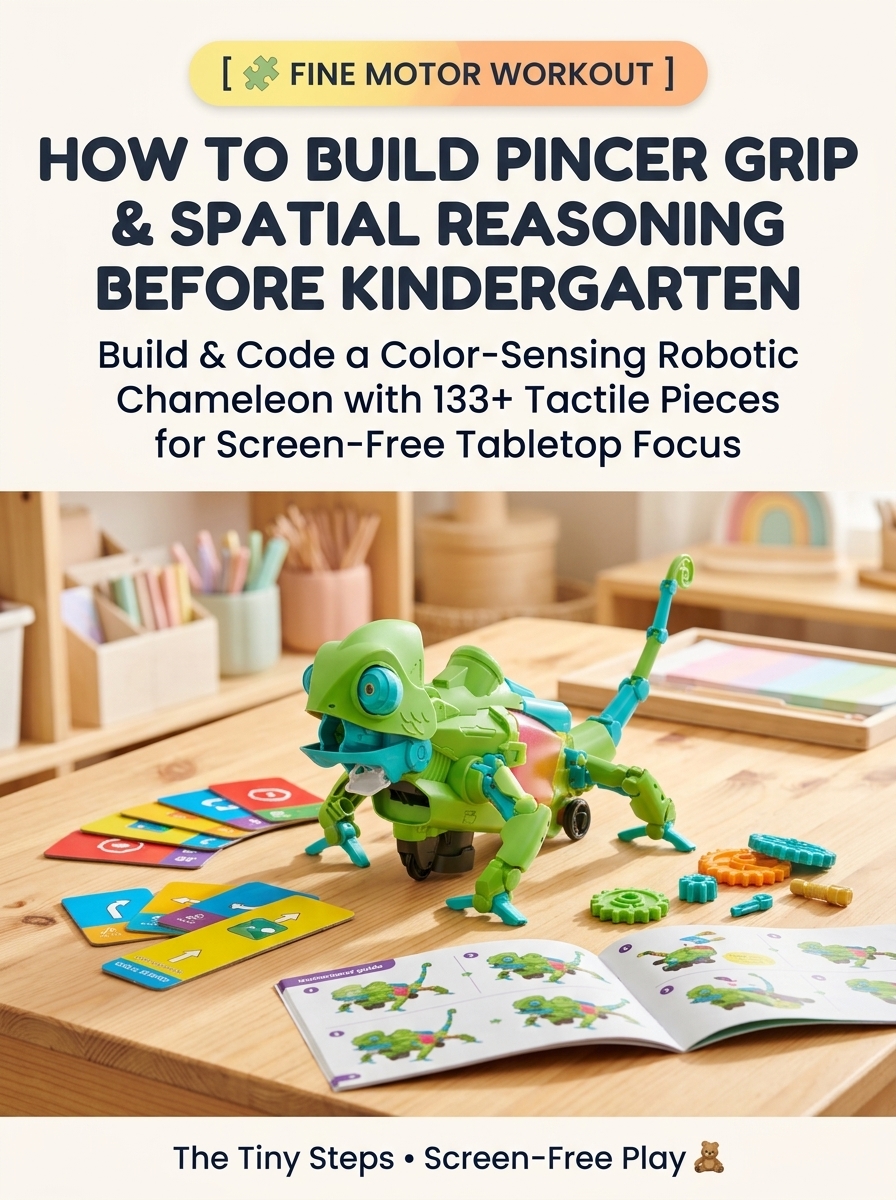 [ 🧩 FINE MOTOR WORKOUT ]
HOW TO BUILD PINCER GRIP
& SPATIAL REASONING
BEFORE KINDERGARTEN
Build & Code a Color-Sensing Robotic
Chameleon with 133+ Tactile Pieces
for Screen-Free Tabletop Focus
The Tiny Steps • Screen-Free Play 🧸